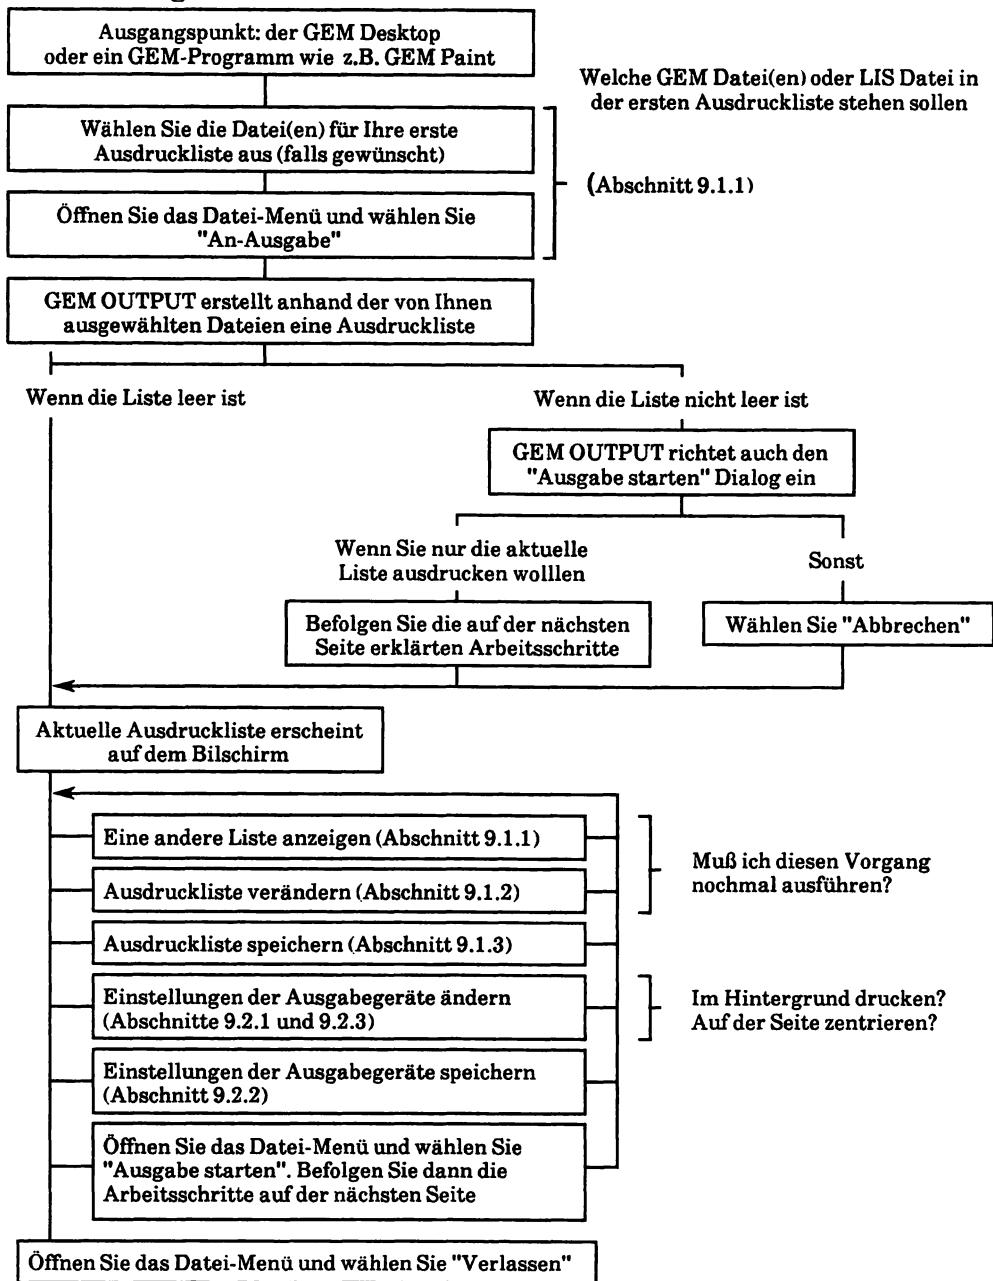 Ausgangspunkt: der GEM Desktop
oder ein GEM-Programm wie z.B. GEM Paint
Welche GEM Datei(en) oder LIS Datei in
der ersten Ausdruckliste stehen sollen
Wählen Sie die Datei(en) für Ihre erste
Ausdruckliste aus (falls gewünscht)
(Abschnitt 9.1.1)
Öffnen Sie das Datei-Menü und wählen Sie
"An-Ausgabe"
GEM OUTPUT erstellt anhand der von Ihnen
ausgewählten Dateien eine Ausdruckliste
Wenn die Liste leer ist
Wenn die Liste nicht leer ist
GEM OUTPUT richtet auch den
"Ausgabe starten" Dialog ein
Wenn Sie nur die aktuelle
Liste ausdrucken wolllen
Sonst
Befolgen Sie die auf der nächsten
Seite erklärten Arbeitsschritte
Wählen Sie "Abbrechen"
Aktuelle Ausdruckliste erscheint
auf dem Bilschirm
Eine andere Liste anzeigen (Abschnitt 9.1.1)
Ausdruckliste verändern (Abschnitt 9.1.2)
Muß ich diesen Vorgang
nochmal ausführen?
Ausdruckliste speichern (Abschnitt 9.1.3)
Einstellungen der Ausgabegeräte ändern
(Abschnitte 9.2.1 und 9.2.3)
Im Hintergrund drucken?
Auf der Seite zentrieren?
Einstellungen der Ausgabegeräte speichern
(Abschnitt 9.2.2)
Öffnen Sie das Datei-Menü und wählen Sie
"Ausgabe starten". Befolgen Sie dann die
Arbeitsschritte auf der nächsten Seite
Öffnen Sie das Datei-Menü und wählen Sie "Verlassen"